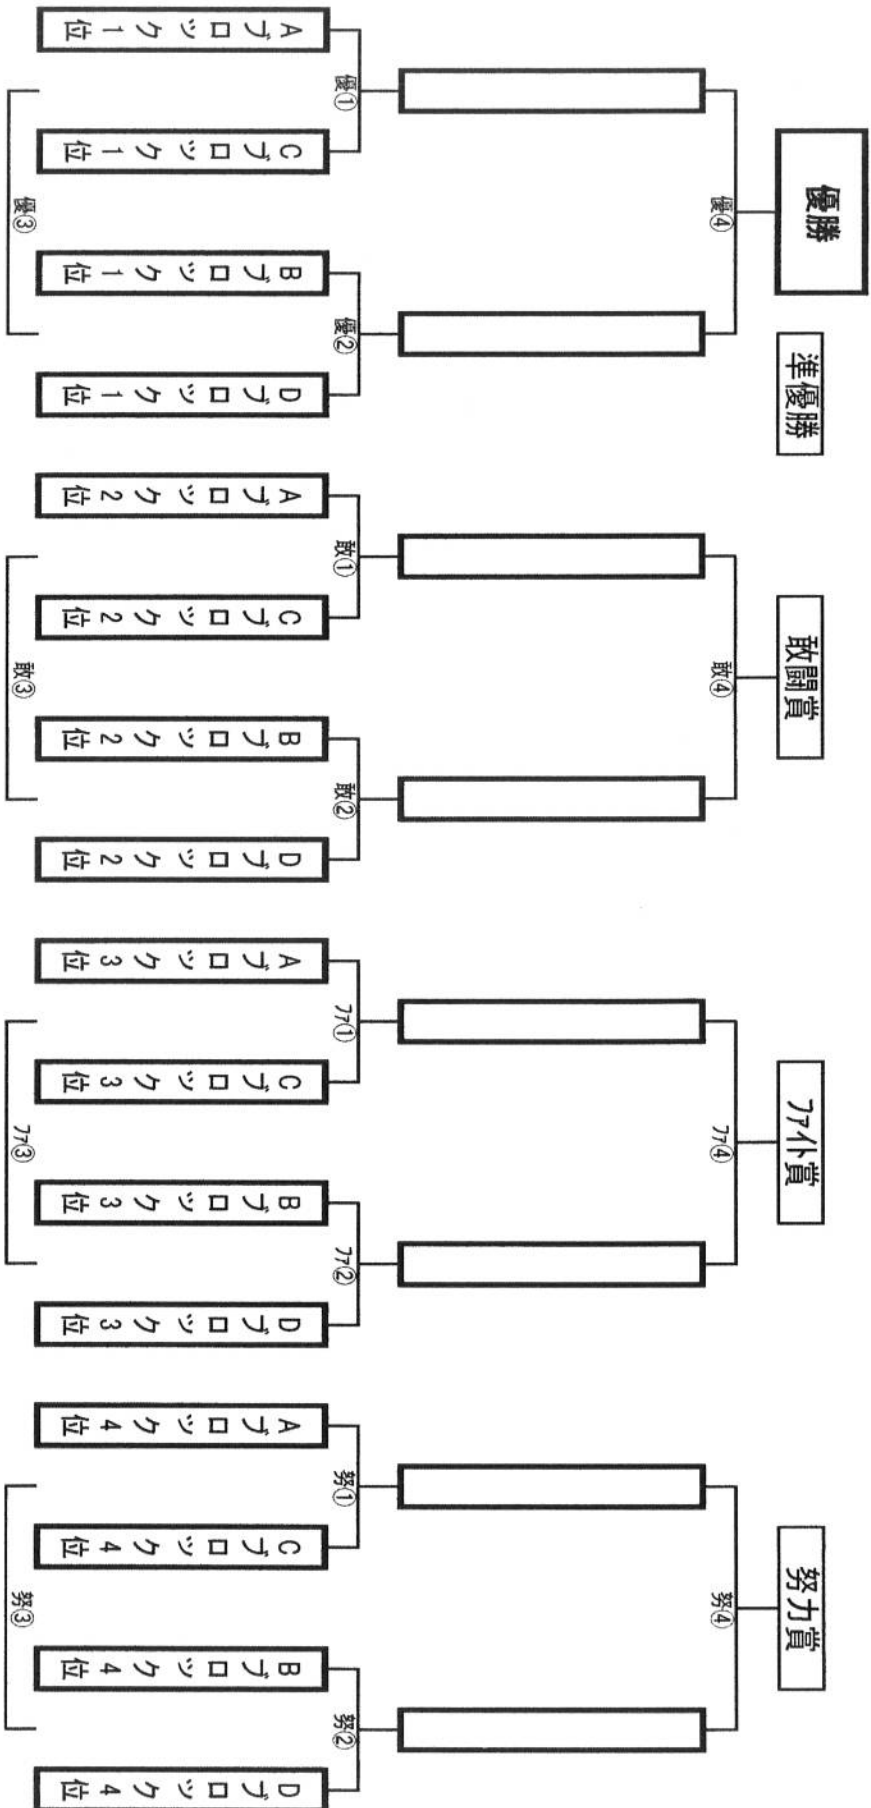 優勝
準優勝
敢闘賞
ファイト賞
努力賞
優④
敢④
ファ④
努④
優①
優②
敢①
敢②
ファ①
ファ②
努①
努②
Aブロック1位
Cブロック1位
Bブロック1位
Dブロック1位
Aブロック2位
Cブロック2位
Bブロック2位
Dブロック2位
Aブロック3位
Cブロック3位
Bブロック3位
Dブロック3位
Aブロック4位
Cブロック4位
Bブロック4位
Dブロック4位
優③
敢③
ファ③
努③